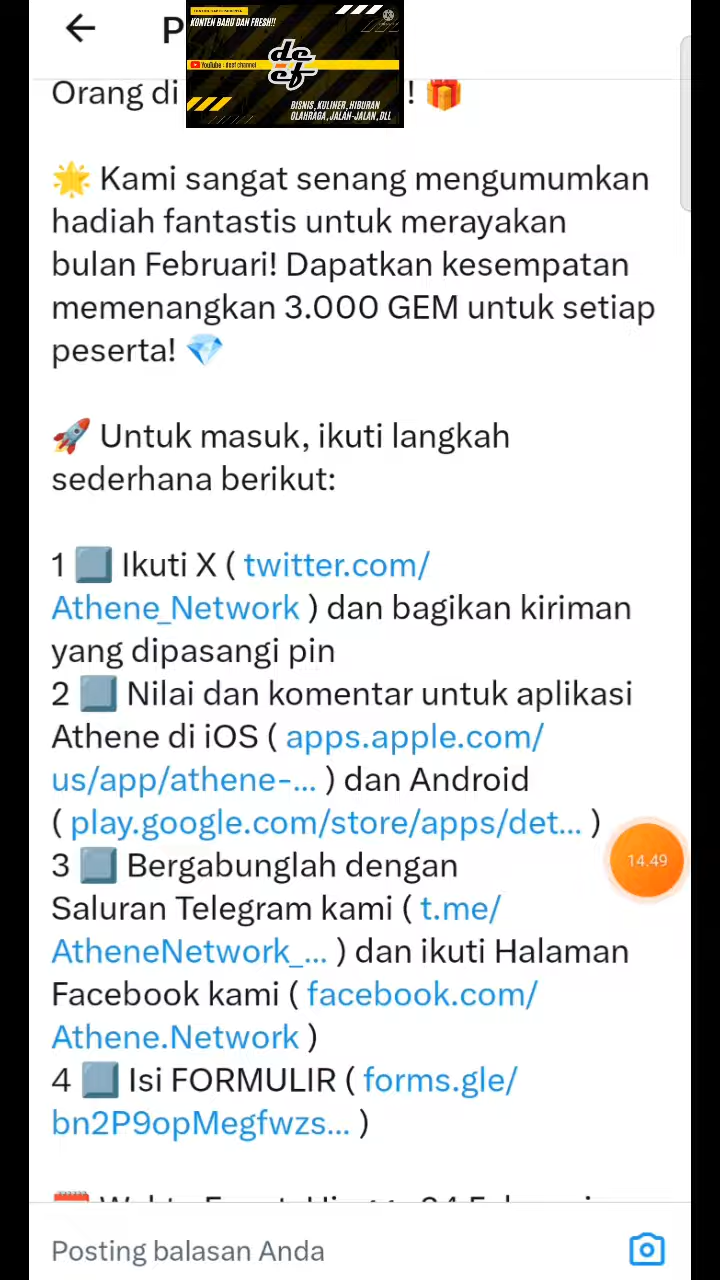 P
KONTEN BARU DAN FRESH!!
YouTube : deef channel
de
ef
BISNIS, KULINER, HIBURAN
OLAHRAGA, JALAN-JALAN, DLL
Orang di ! 🎁
🌟 Kami sangat senang mengumumkan
hadiah fantastis untuk merayakan
bulan Februari! Dapatkan kesempatan
memenangkan 3.000 GEM untuk setiap
peserta! 💎
🚀 Untuk masuk, ikuti langkah
sederhana berikut:
1 Ikuti X ( twitter.com/
Athene_Network ) dan bagikan kiriman
yang dipasangi pin
2 Nilai dan komentar untuk aplikasi
Athene di iOS ( apps.apple.com/
us/app/athene-... ) dan Android
( play.google.com/store/apps/det... )
3 Bergabunglah dengan
Saluran Telegram kami ( t.me/
AtheneNetwork_... ) dan ikuti Halaman
Facebook kami ( facebook.com/
Athene.Network )
14.49
4 Isi FORMULIR ( forms.gle/
bn2P9opMegfwzs... )
Posting balasan Anda